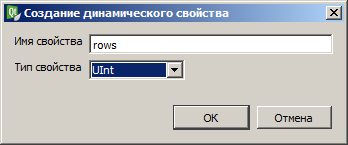 Создание динамического свойства
Имя свойства rows
Тип свойства UInt
OK Отмена